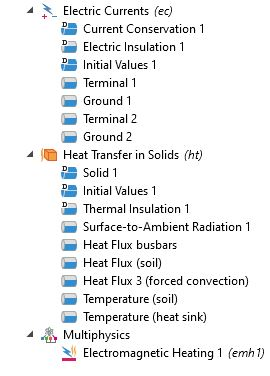 Electric Currents (ec)
D Current Conservation 1
D Electric Insulation 1
D Initial Values 1
Terminal 1
Ground 1
Terminal 2
Ground 2
Heat Transfer in Solids (ht)
D Solid 1
D Initial Values 1
D Thermal Insulation 1
Surface-to-Ambient Radiation 1
Heat Flux busbars
Heat Flux (soil)
Heat Flux 3 (forced convection)
Temperature (soil)
Temperature (heat sink)
Multiphysics
Electromagnetic Heating 1 (emh1)